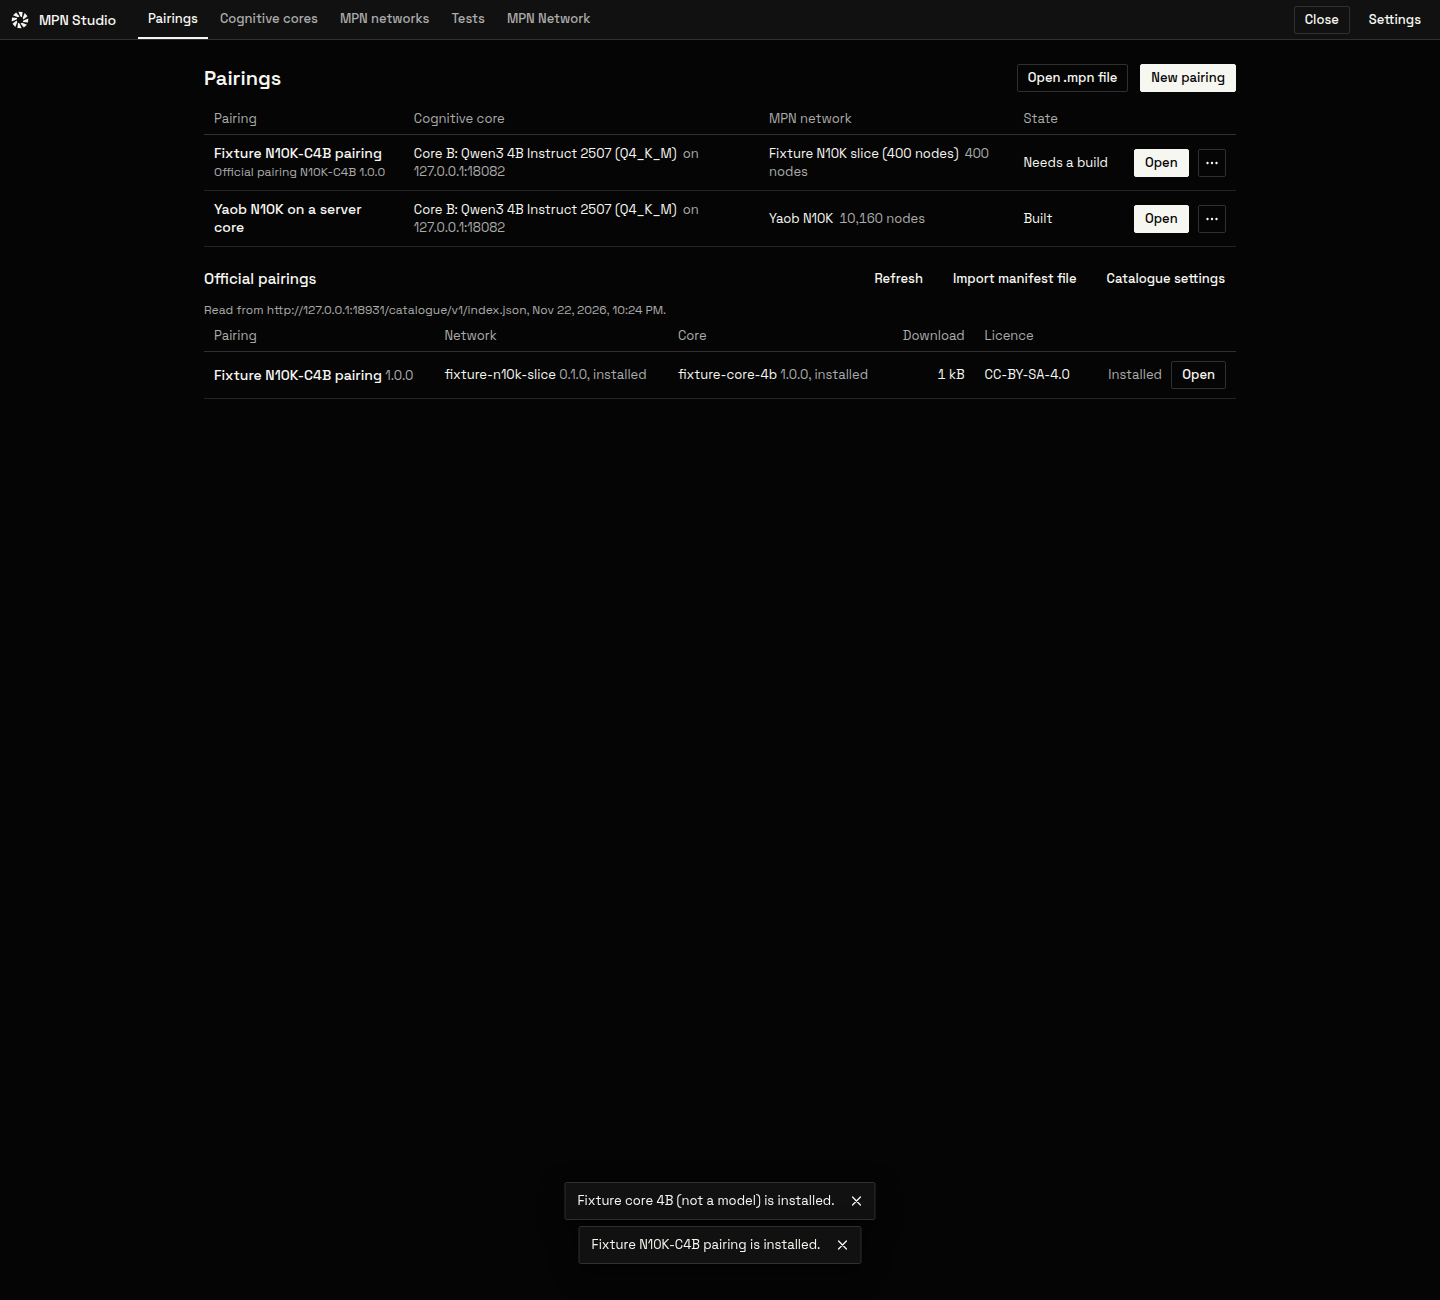 MPN Studio Pairings Cognitive cores MPN networks Tests MPN Network Close Settings
Pairings Open .mpn file New pairing
Pairing Cognitive core MPN network State
Fixture N10K-C4B pairing Core B: Qwen3 4B Instruct 2507 (Q4_K_M) on Fixture N10K slice (400 nodes) 400
Official pairing N10K-C4B 1.0.0 127.0.0.1:18082 nodes Needs a build Open ...
Yaob N10K on a server Core B: Qwen3 4B Instruct 2507 (Q4_K_M) on
core 127.0.0.1:18082 Yaob N10K 10,160 nodes Built Open ...
Official pairings Refresh Import manifest file Catalogue settings
Read from http://127.0.0.1:18931/catalogue/v1/index.json, Nov 22, 2026, 10:24 PM.
Pairing Network Core Download Licence
Fixture N10K-C4B pairing 1.0.0 fixture-n10k-slice 0.1.0, installed fixture-core-4b 1.0.0, installed 1 kB CC-BY-SA-4.0 Installed Open
Fixture core 4B (not a model) is installed.
Fixture N10K-C4B pairing is installed.